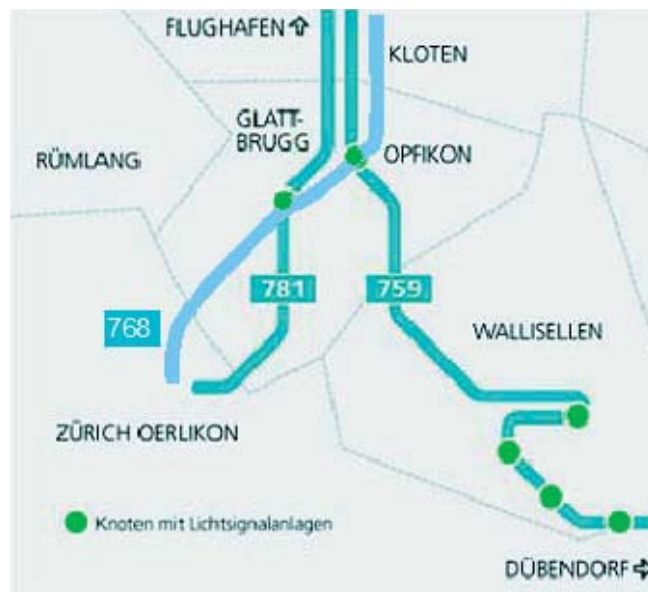 FLUGHAFEN
KLOTEN
GLATT-
BRUGG
OPFIKON
RÜMLANG
781
759
768
WALLISELLEN
ZÜRICH OERLIKON
Knoten mit Lichtsignalanlagen
DÜBENDORF